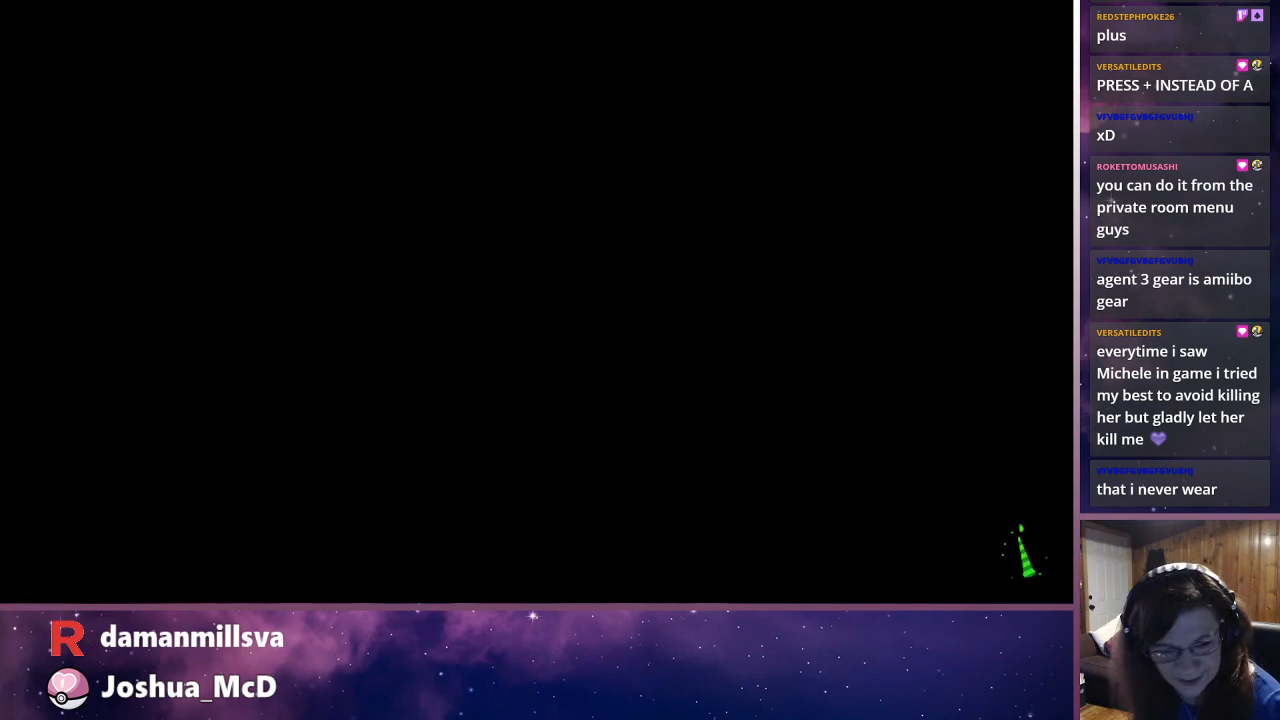 REDSTEPHPOKE26
plus
VERSATILEDITS
PRESS + INSTEAD OF A
xD
ROKETTOMUSASHI
you can do it from the
private room menu
guys
agent 3 gear is amiibo
gear
VERSATILEDITS
everytime i saw
Michele in game i tried
my best to avoid killing
her but gladly let her
kill me
that i never wear
R damanmillsva
Joshua_McD